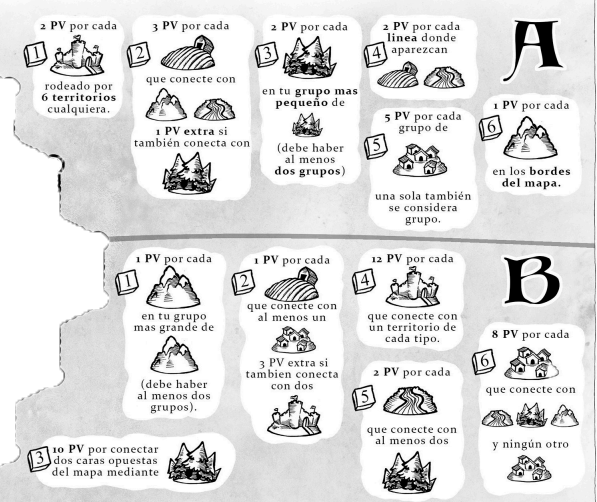 A
1
2 PV por cada
rodeado por
6 territorios
cualquiera.
2
3 PV por cada
que conecte con
1 PV extra si
también conecta con
3
2 PV por cada
en tu grupo mas
pequeño de
(debe haber
al menos
dos grupos)
4
2 PV por cada
linea donde
aparezcan
5
5 PV por cada
grupo de
una sola también
se considera
grupo.
6
1 PV por cada
en los bordes
del mapa.
B
1
1 PV por cada
en tu grupo
mas grande de
(debe haber
al menos dos
grupos).
2
1 PV por cada
que conecte con
al menos un
3 PV extra si
tambien conecta
con dos
3
10 PV por conectar
dos caras opuestas
del mapa mediante
4
12 PV por cada
que conecte con
un territorio de
cada tipo.
5
2 PV por cada
que conecte con
al menos dos
6
8 PV por cada
que conecte con
y ningún otro